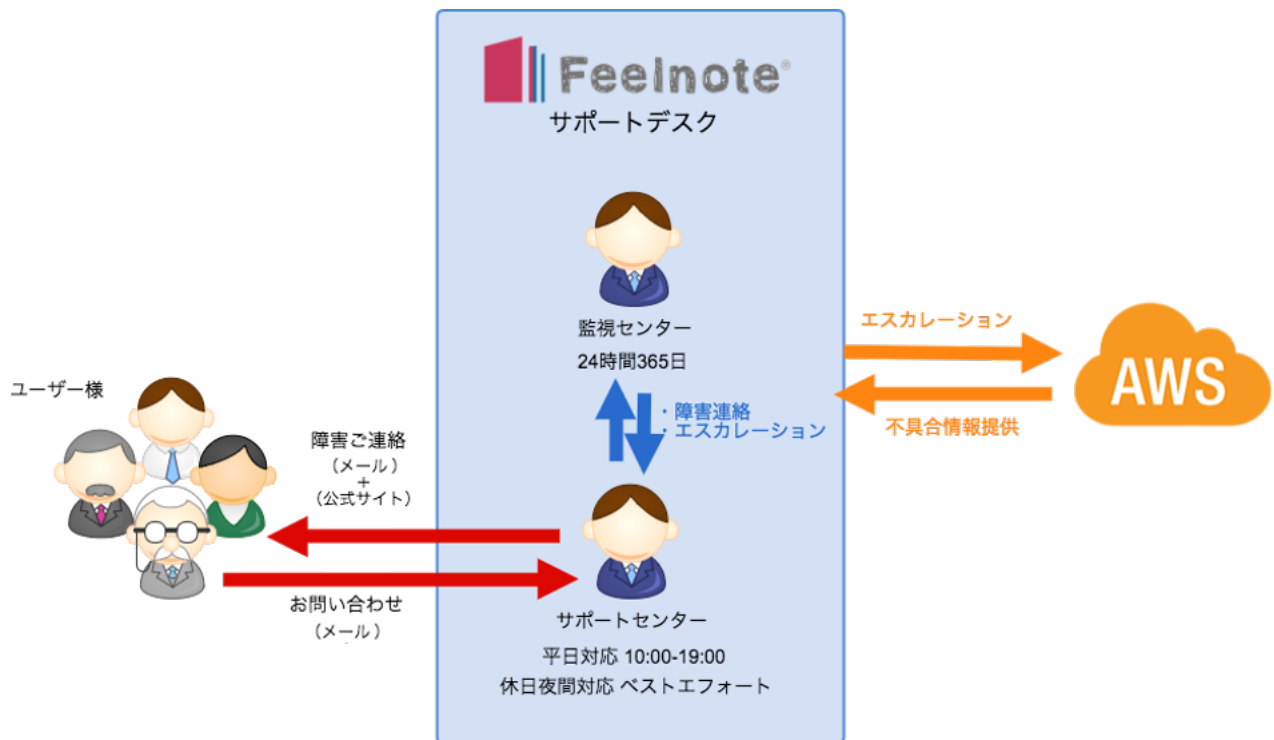 Feelnote®
サポートデスク
監視センター
24時間365日
・障害連絡
・エスカレーション
サポートセンター
平日対応 10:00-19:00
休日夜間対応 ベストエフォート
ユーザー様
障害ご連絡
（メール）
+
（公式サイト）
お問い合わせ
（メール）
エスカレーション
不具合情報提供
AWS